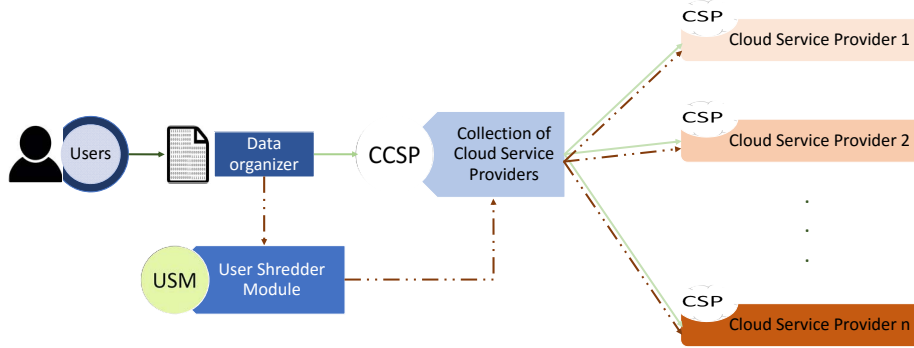 CSP
Cloud Service Provider 1
Users
Data
organizer
CCSP
Collection of
Cloud Service
Providers
CSP
Cloud Service Provider 2
.
.
.
USM
User Shredder
Module
CSP
Cloud Service Provider n